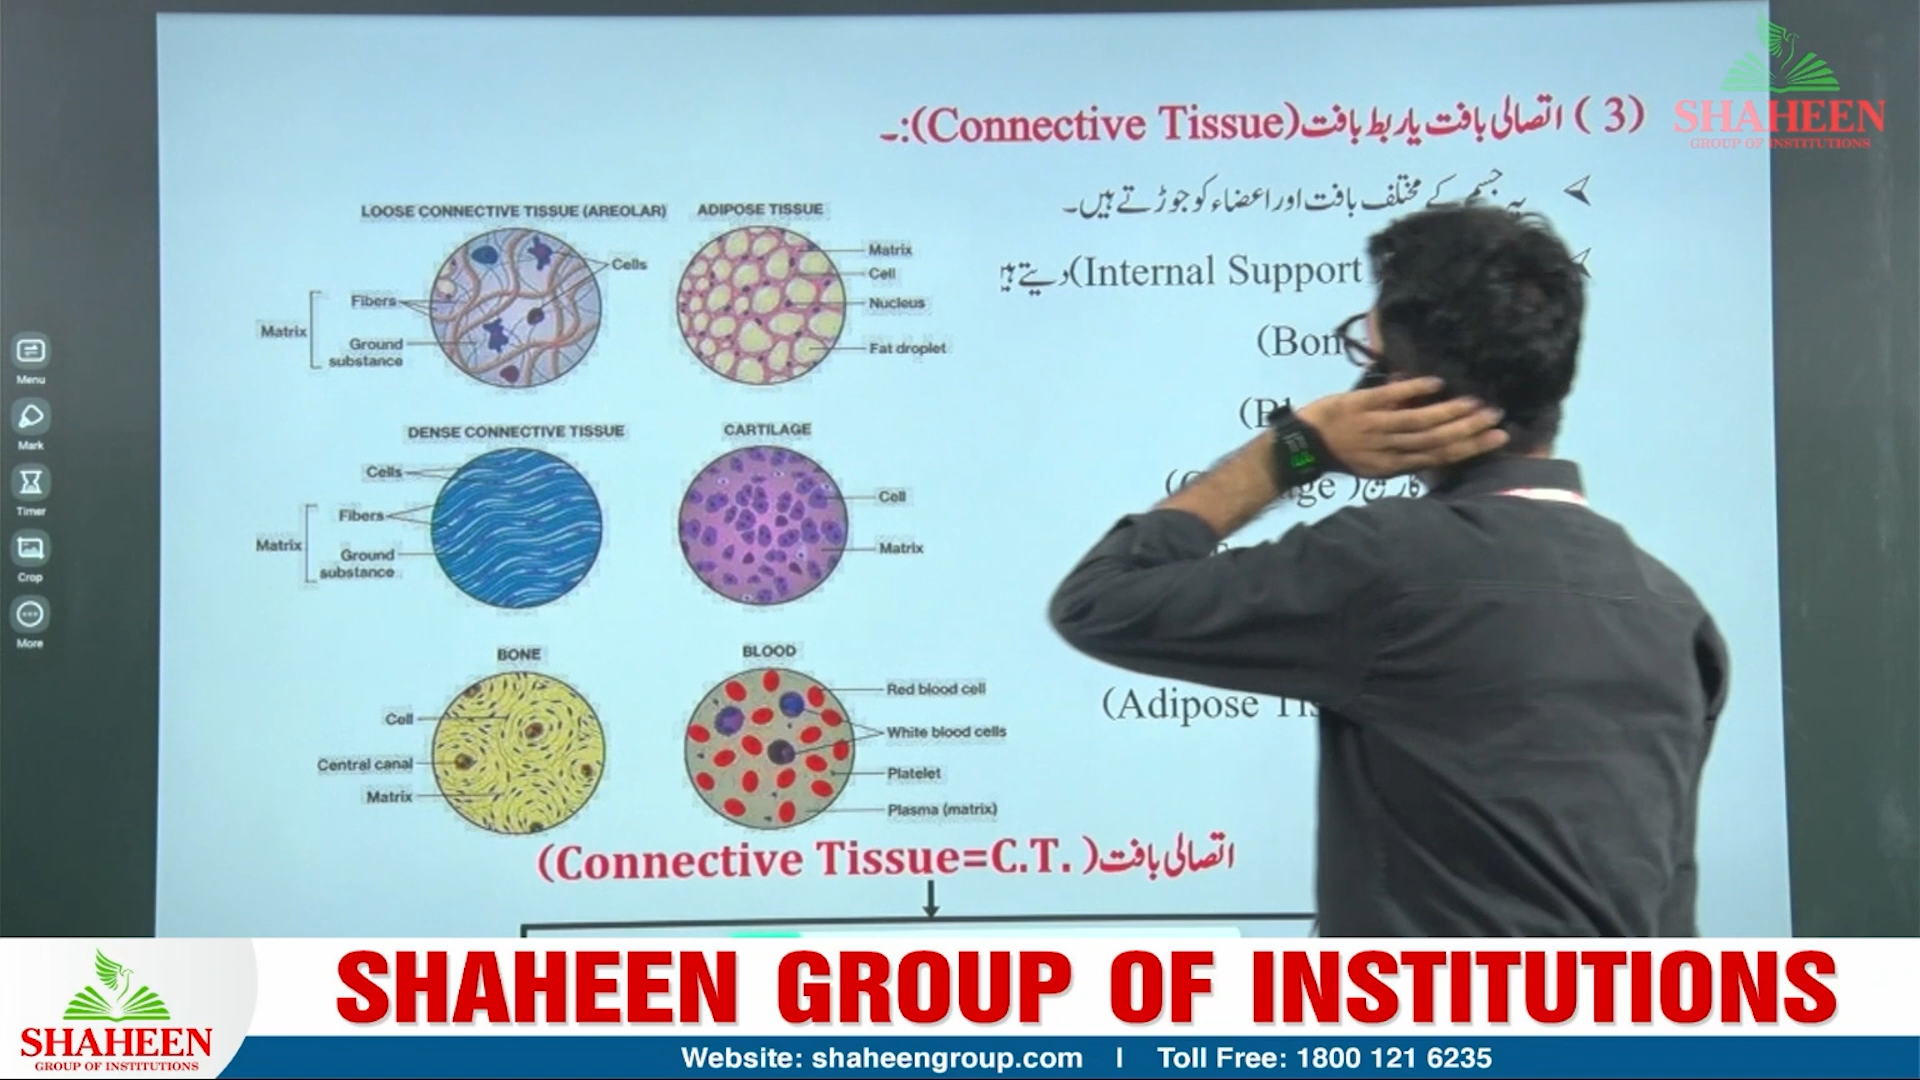 SHAHEEN
GROUP OF INSTITUTIONS
( 3 ) اتصالی بافت یا ربط بافت(Connective Tissue):۔
یہ جسم کے مختلف بافت اور اعضاء کو جوڑتے ہیں۔
(Internal Support دیتے
(Adipose
LOOSE CONNECTIVE TISSUE (AREOLAR)
Cells
Fibers
Matrix
Ground
substance
ADIPOSE TISSUE
Matrix
Cell
Nucleus
Fat droplet
DENSE CONNECTIVE TISSUE
Cells
Fibers
Matrix
Ground
substance
CARTILAGE
Cell
Matrix
BONE
Cell
Central canal
Matrix
BLOOD
Red blood cell
White blood cells
Platelet
Plasma (matrix)
اتصالی بافت( Connective Tissue=C.T.)
Menu
Mark
Timer
Crop
More
SHAHEEN
GROUP OF INSTITUTIONS
SHAHEEN GROUP OF INSTITUTIONS
Website: shaheengroup.com | Toll Free: 1800 121 6235